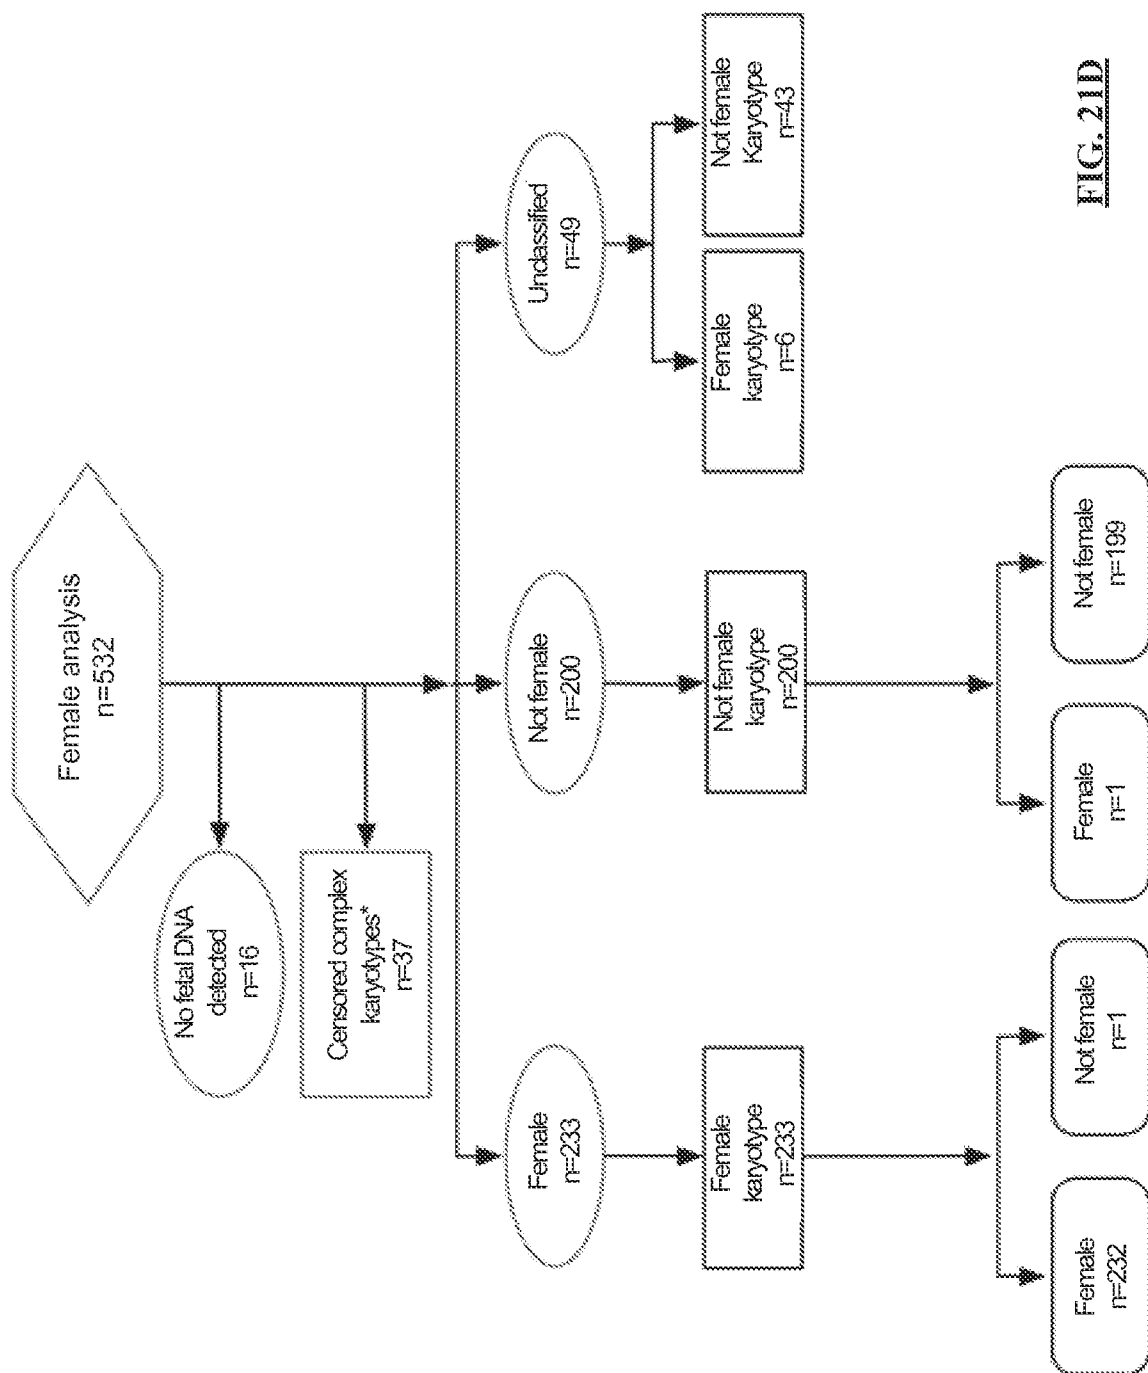 Female analysis
n=532
No fetal DNA
detected
n=16
Censored complex
karyotypes*
n=37
Female
n=233
Not female
n=200
Unclassified
n=49
Female
karyotype
n=233
Not female
karyotype
n=200
Female
karyotype
n=6
Not female
Karyotype
n=43
Female
n=232
Not female
n=1
Female
n=1
Not female
n=199
FIG. 21D